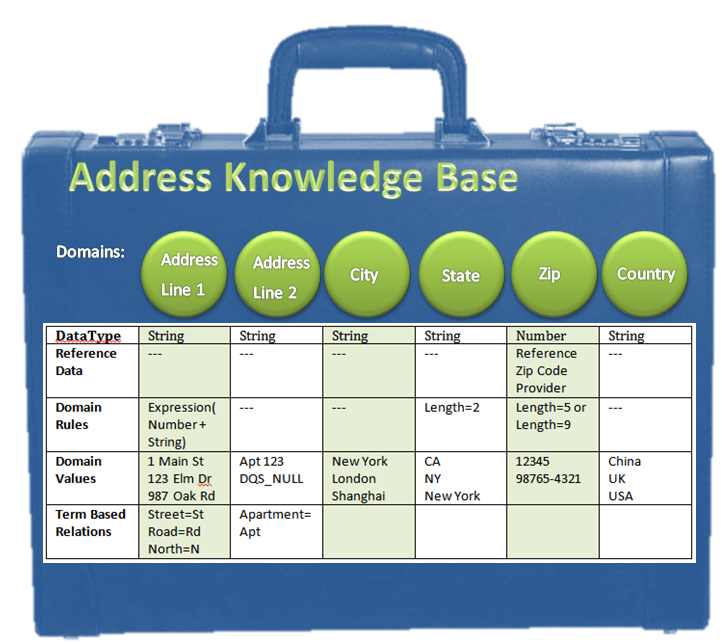 Address Knowledge Base
Domains:
Address
Line 1
Address
Line 2
City
State
Zip
Country
DataType
String
String
String
String
Number
String
Reference
Data
---
---
---
---
Reference
Zip Code
Provider
---
Domain
Rules
Expression(
Number+
String)
---
---
Length=2
Length=5 or
Length=9
---
Domain
Values
1 Main St
123 Elm Dr
987 Oak Rd
Apt 123
DQS_NULL
New York
London
Shanghai
CA
NY
New York
12345
98765-4321
China
UK
USA
Term Based
Relations
Street=St
Road=Rd
North=N
Apartment=
Apt